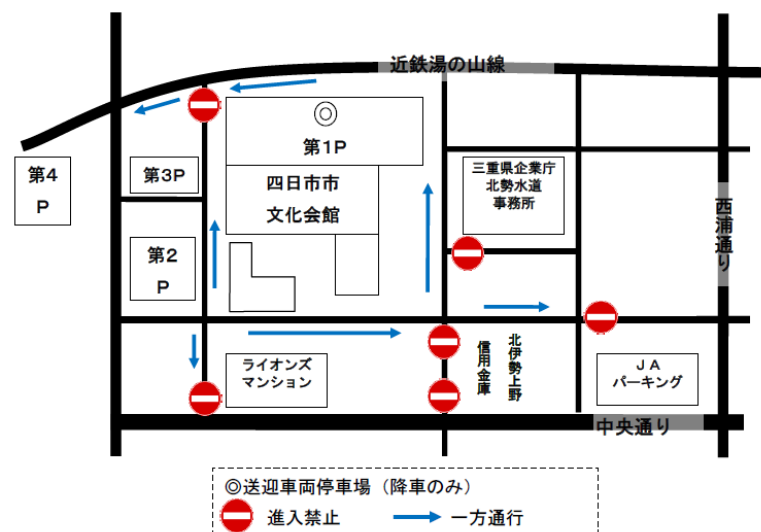 近鉄湯の山線
第1P
第4
P
第3P
四日市市
文化会館
三重県企業庁
北勢水道
事務所
西浦通り
第2
P
ライオンズ
マンション
北伊勢上野
信用金庫
JA
パーキング
中央通り
◎送迎車両停車場（降車のみ）
進入禁止
一方通行